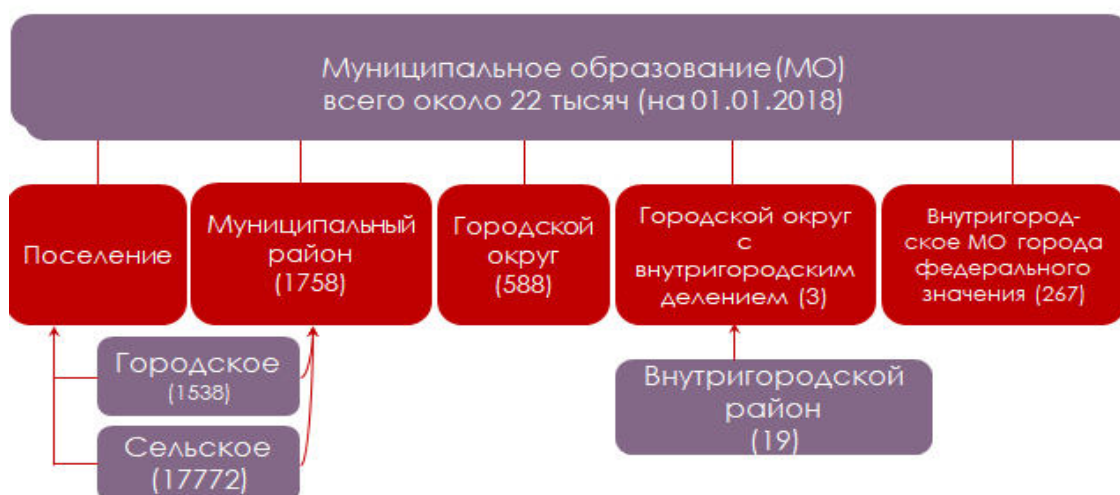 Муниципальное образование(МО)
всего около 22 тысяч (на 01.01.2018)
Поселение
Муниципальный
район
(1758)
Городской
округ
(588)
Городской округ
с
внутригородским
делением (3)
Внутригород-
ское МО города
федерального
значения (267)
Городское
(1538)
Сельское
(17772)
Внутригородской
район
(19)